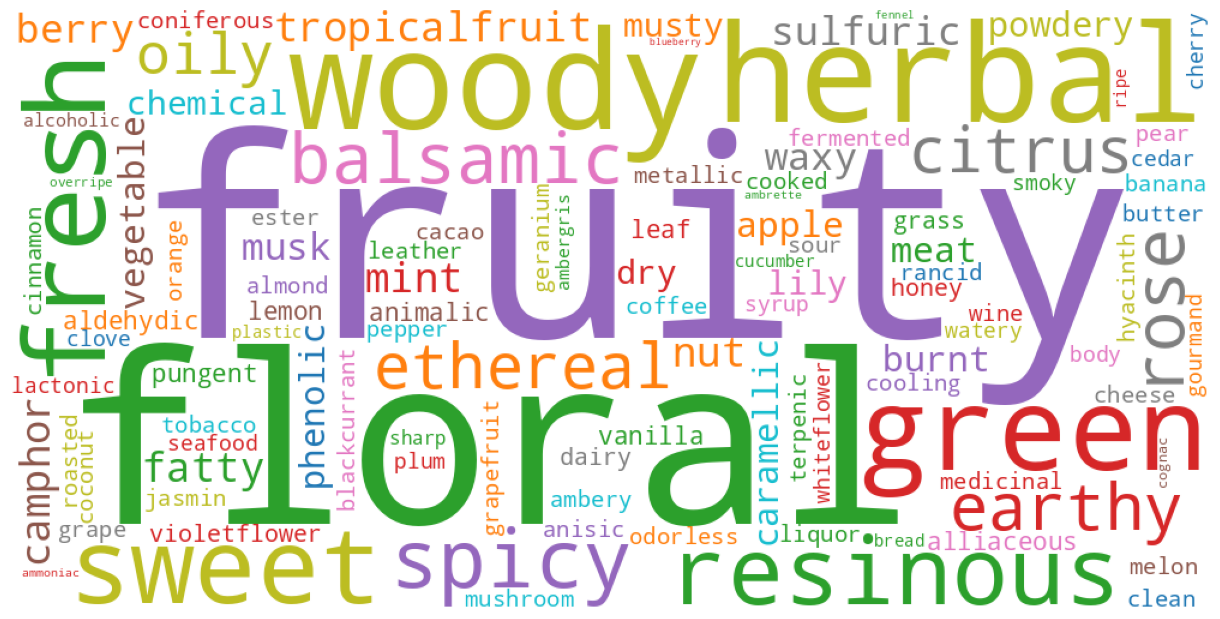 berry
coniferous
tropicalfruit
musty
blueberry
sulfuric
fennel
powdery
cherry
oily
woody
herbal
ripe
fresh
chemical
alcoholic
vegetable
balsamic
fermented
citrus
pear
waxy
metallic
cooked
ambrette
smoky
cedar
banana
butter
overripe
fruity
cinnamon
orange
ester
musk
almond
lemon
cacao
leather
mint
animalic
pepper
geranium
ambergris
leaf
dry
coffee
apple
sour
cucumber
lily
syrup
grass
meat
rancid
honey
wine
watery
hyacinth
rose
gourmand
aldehydic
clove
plastic
lactonic
pungent
phenolic
ethereal
nut
burnt
cooling
body
cheese
floral
camphor
roasted
coconut
tobacco
seafood
fatty
jasmin
blackcurrant
sharp
plum
grapefruit
dairy
vanilla
ambery
caramellic
terpenic
whiteflower
green
cognac
medicinal
earthy
grape
violetflower
anisic
odorless
liquor
bread
alliaceous
ammoniac
sweet
spicy
mushroom
resinous
melon
clean